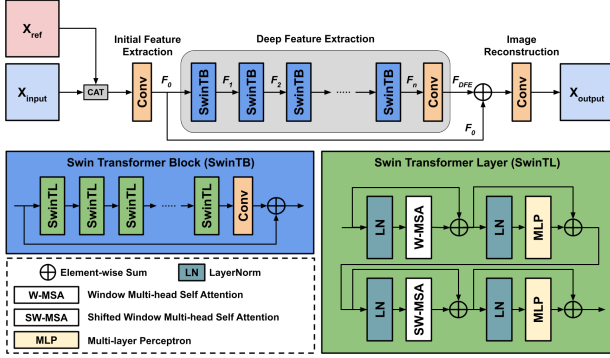 X_ref
X_input
CAT
Initial Feature
Extraction
Conv
F_0
Deep Feature Extraction
SwinTB
F_1
SwinTB
F_2
SwinTB
......
SwinTB
F_n
Conv
F_DFE
F_0
Image
Reconstruction
Conv
X_output
Swin Transformer Block (SwinTB)
SwinTL
SwinTL
SwinTL
......
SwinTL
Conv
Swin Transformer Layer (SwinTL)
LN
W-MSA
LN
MLP
LN
SW-MSA
LN
MLP
Element-wise Sum
LN LayerNorm
W-MSA Window Multi-head Self Attention
SW-MSA Shifted Window Multi-head Self Attention
MLP Multi-layer Perceptron